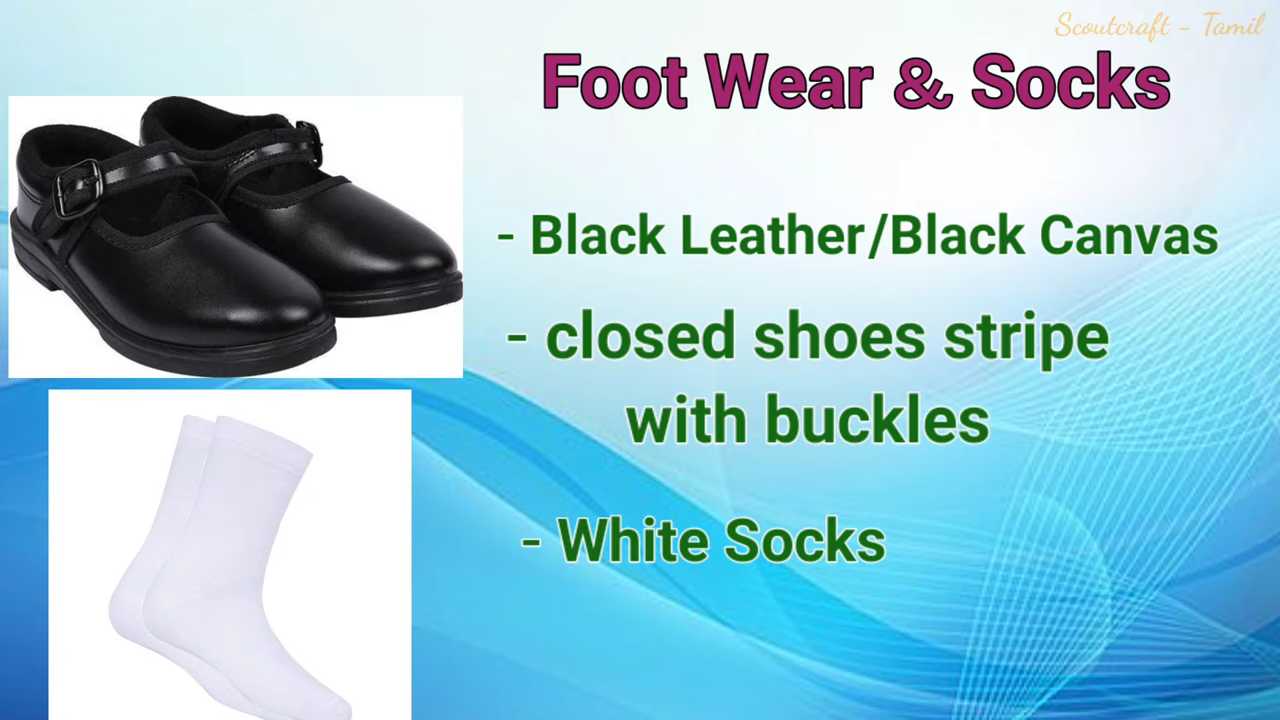 Scoutcraft - Tamil
Foot Wear & Socks
- Black Leather/Black Canvas
- closed shoes stripe
with buckles
- White Socks